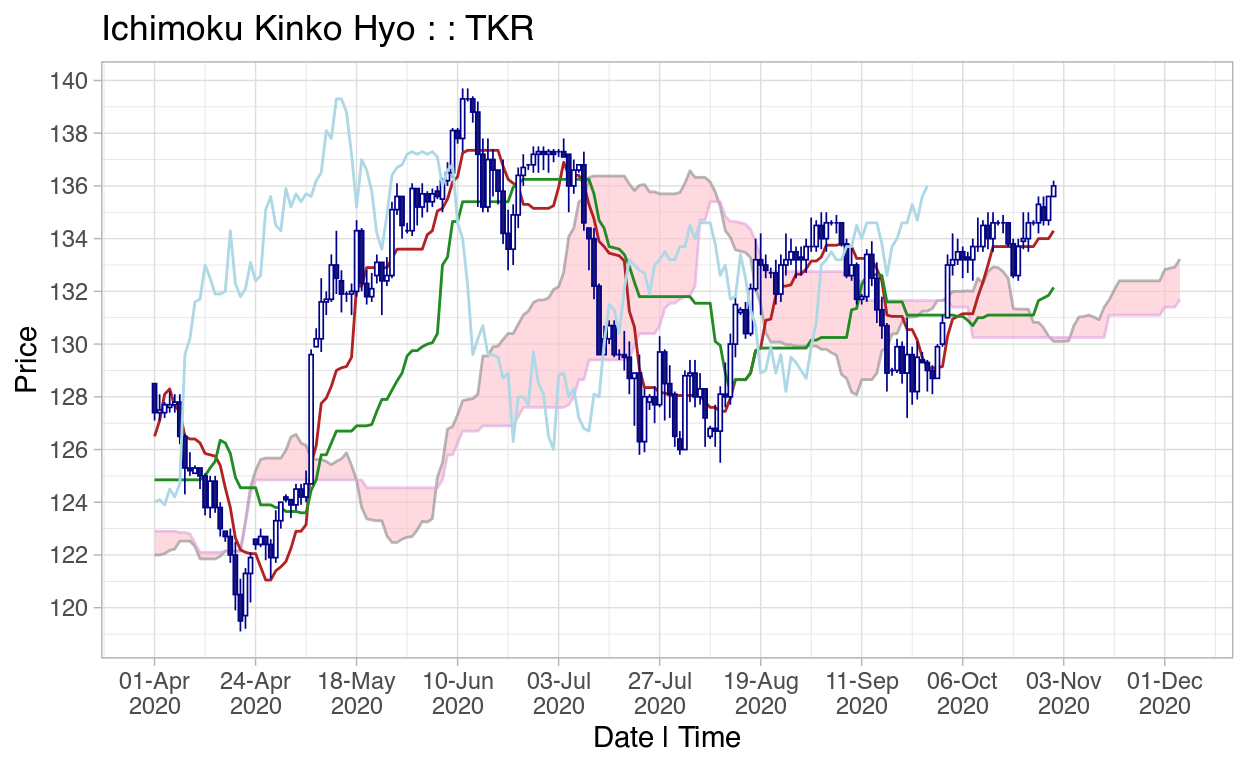 Ichimoku Kinko Hyo : : TKR
Price
140
138
136
134
132
130
128
126
124
122
120
01-Apr 24-Apr 18-May 10-Jun 03-Jul 27-Jul 19-Aug 11-Sep 06-Oct 03-Nov 01-Dec
2020 2020 2020 2020 2020 2020 2020 2020 2020 2020 2020
Date | Time